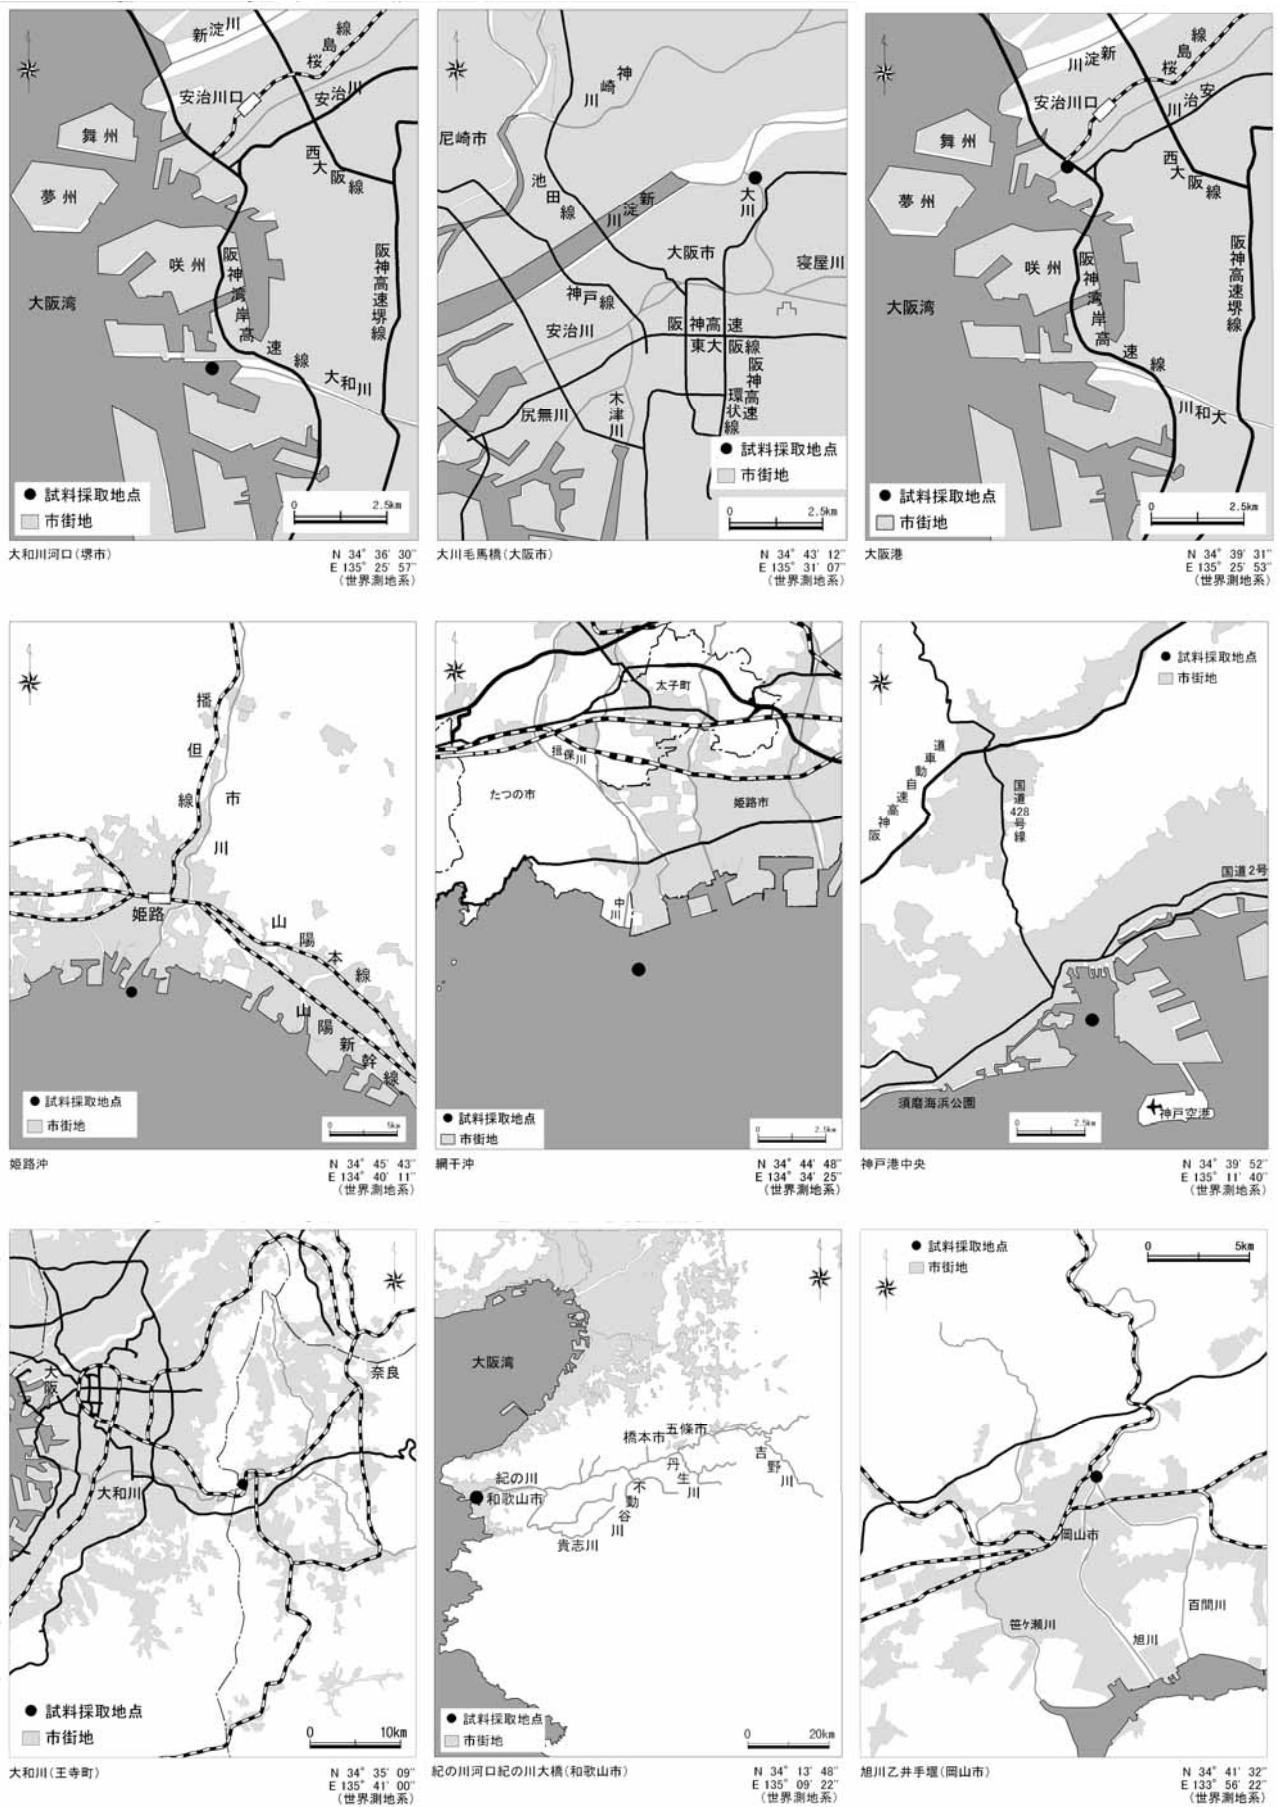 新淀川
桜島線
安治川口
安治川
舞州
西大阪線
夢州
咲州
阪神高速湾岸線
阪神高速堺線
大阪湾
大和川
●試料採取地点
市街地
0 2.5km
大和川河口(堺市)
N 34° 36′ 30″
E 135° 25′ 57″
(世界測地系)
神崎川
尼崎市
池田線
新淀川
大川
大阪市
寝屋川
神戸線
安治川
阪神高速
東大阪線
阪神高速環状線
木津川
尻無川
●試料採取地点
市街地
0 2.5km
大川毛馬橋(大阪市)
N 34° 43′ 12″
E 135° 31′ 07″
(世界測地系)
新淀川
桜島線
安治川口
安治川
舞州
西大阪線
夢州
咲州
阪神高速湾岸線
阪神高速堺線
大阪湾
大和川
●試料採取地点
市街地
0 2.5km
大阪港
N 34° 39′ 31″
E 135° 25′ 53″
(世界測地系)
播但線
市川
姫路
山陽本線
山陽新幹線
●試料採取地点
市街地
0 5km
姫路沖
N 34° 45′ 43″
E 134° 40′ 11″
(世界測地系)
太子町
揖保川
たつの市
姫路市
中川
●試料採取地点
市街地
0 2.5km
網干沖
N 34° 44′ 48″
E 134° 34′ 25″
(世界測地系)
●試料採取地点
市街地
阪神高速自動車道
国道428号線
国道2号
須磨海浜公園
神戸空港
0 2.5km
神戸港中央
N 34° 39′ 52″
E 135° 11′ 40″
(世界測地系)
大阪
奈良
大和川
●試料採取地点
市街地
0 10km
大和川(王寺町)
N 34° 35′ 09″
E 135° 41′ 00″
(世界測地系)
大阪湾
橋本市
五條市
紀の川
和歌山市
不動谷川
丹生川
吉野川
貴志川
●試料採取地点
市街地
0 20km
紀の川河口紀の川大橋(和歌山市)
N 34° 13′ 48″
E 135° 09′ 22″
(世界測地系)
●試料採取地点
市街地
0 5km
岡山市
笹ヶ瀬川
旭川
百間川
旭川乙井手堰(岡山市)
N 34° 41′ 32″
E 133° 56′ 22″
(世界測地系)